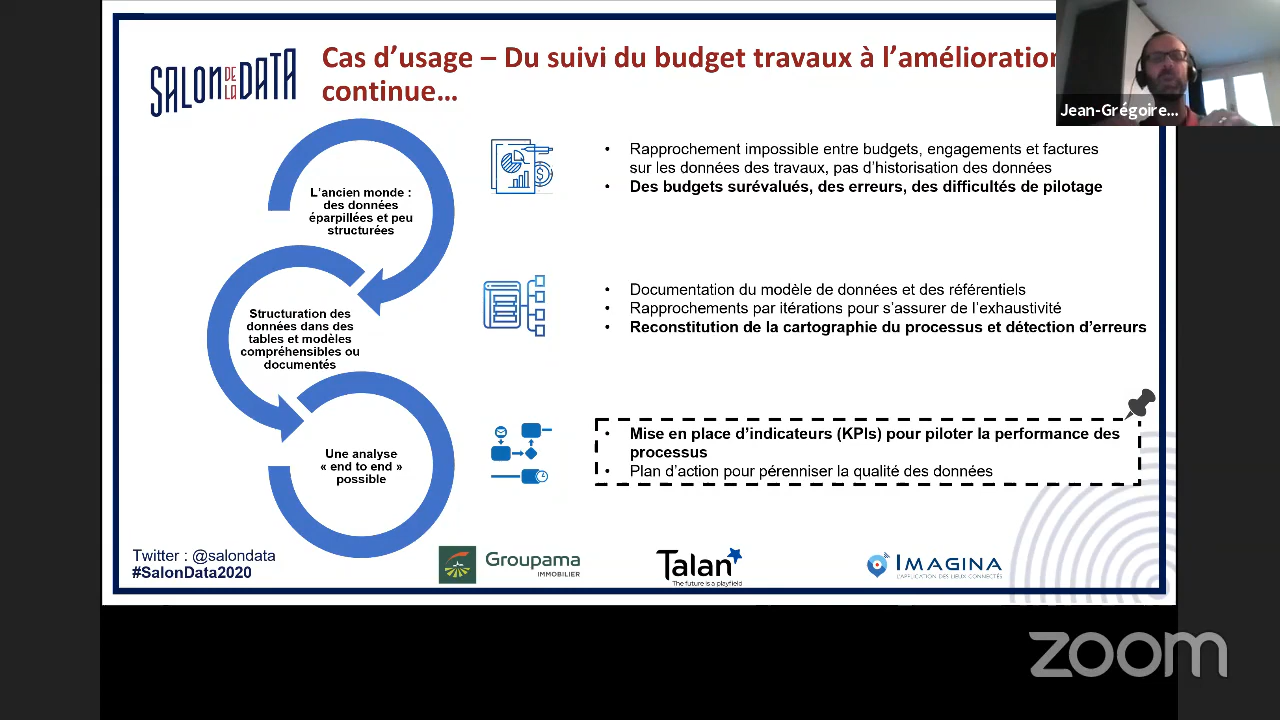 SALON DE LA DATA
Cas d’usage – Du suivi du budget travaux à l’amélioration
continue…
Jean-Grégoire...
L’ancien monde :
des données
éparpillées et peu
structurées
• Rapprochement impossible entre budgets, engagements et factures
sur les données des travaux, pas d’historisation des données
• Des budgets surévalués, des erreurs, des difficultés de pilotage
Structuration des
données dans des
tables et modèles
compréhensibles ou
documentés
• Documentation du modèle de données et des référentiels
• Rapprochements par itérations pour s’assurer de l’exhaustivité
• Reconstitution de la cartographie du processus et détection d’erreurs
Une analyse
« end to end »
possible
• Mise en place d’indicateurs (KPIs) pour piloter la performance des
processus
• Plan d’action pour pérenniser la qualité des données
Twitter : @salondata
#SalonData2020
Groupama
IMMOBILIER
Talan
The future is a playfield
IMAGINA
L'APPLICATION DES LIEUX CONNECTÉS
zoom